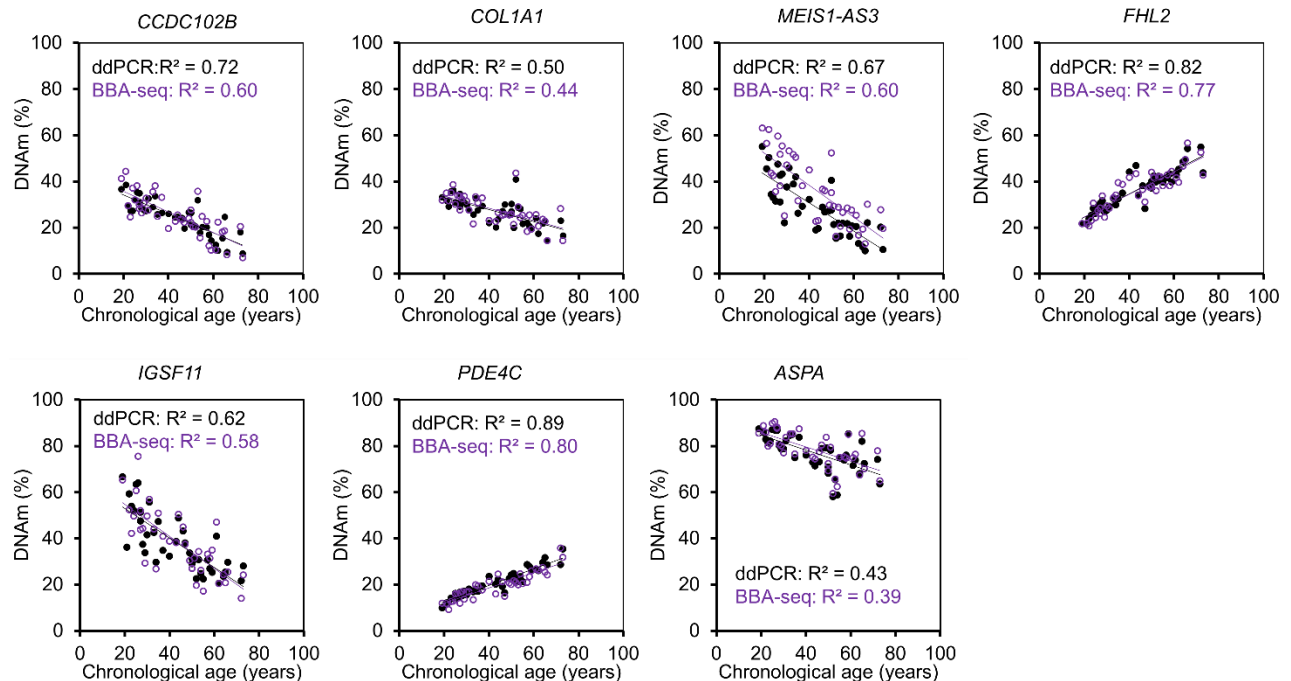 CCDC102B
COL1A1
MEIS1-AS3
FHL2
100
80
60
40
20
0
DNAm (%)
ddPCR:R² = 0.72
BBA-seq: R² = 0.60
0 20 40 60 80 100
Chronological age (years)
100
80
60
40
20
0
DNAm (%)
ddPCR: R² = 0.50
BBA-seq: R² = 0.44
0 20 40 60 80 100
Chronological age (years)
100
80
60
40
20
0
DNAm (%)
ddPCR: R² = 0.67
BBA-seq: R² = 0.60
0 20 40 60 80 100
Chronological age (years)
100
80
60
40
20
0
DNAm (%)
ddPCR: R² = 0.82
BBA-seq: R² = 0.77
0 20 40 60 80 100
Chronological age (years)
IGSF11
PDE4C
ASPA
100
80
60
40
20
0
DNAm (%)
ddPCR: R² = 0.62
BBA-seq: R² = 0.58
0 20 40 60 80 100
Chronological age (years)
100
80
60
40
20
0
DNAm (%)
ddPCR: R² = 0.89
BBA-seq: R² = 0.80
0 20 40 60 80 100
Chronological age (years)
100
80
60
40
20
0
DNAm (%)
ddPCR: R² = 0.43
BBA-seq: R² = 0.39
0 20 40 60 80 100
Chronological age (years)